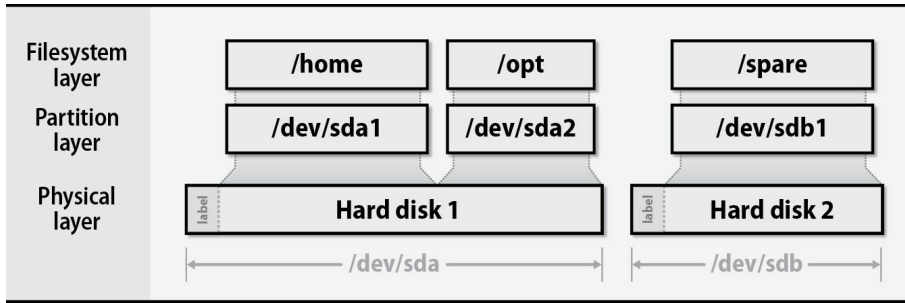 Filesystem
layer
/home
/opt
/spare
Partition
layer
/dev/sda1
/dev/sda2
/dev/sdb1
Physical
layer
label
Hard disk 1
label
Hard disk 2
/dev/sda
/dev/sdb